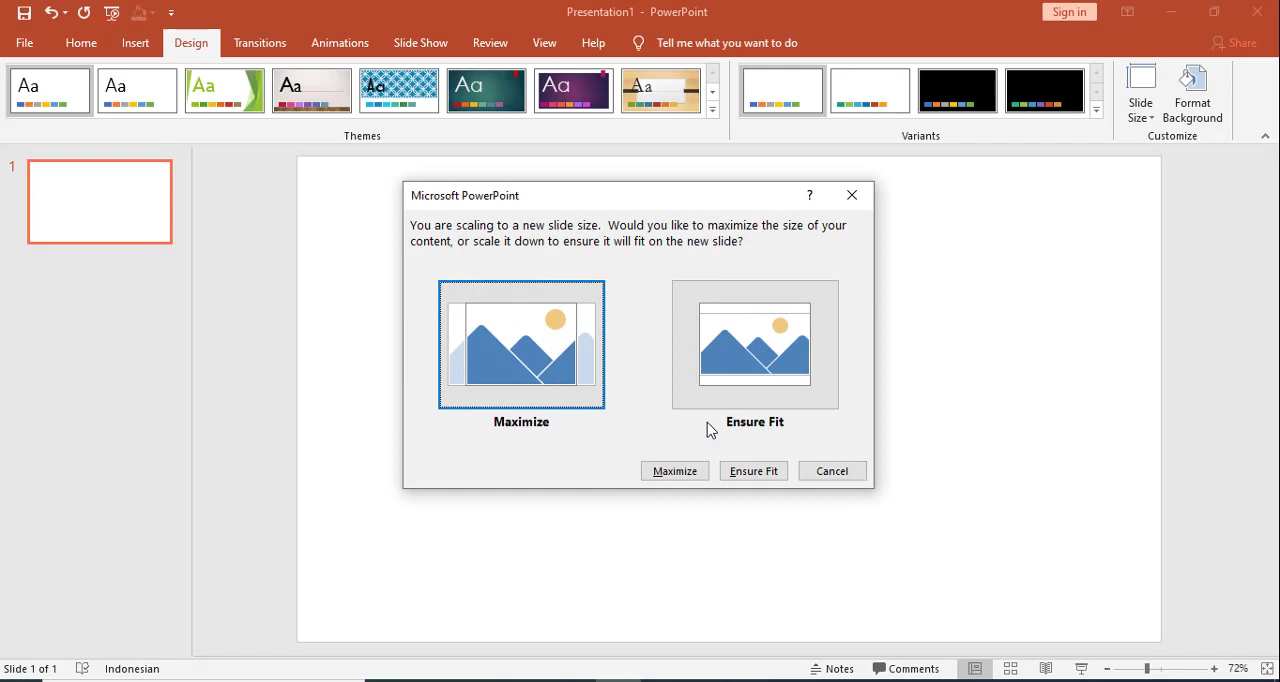 Presentation1 - PowerPoint
Sign in
File Home Insert Design Transitions Animations Slide Show Review View Help Tell me what you want to do Share
Aa Aa Aa Aa Aa Aa Aa Aa
Slide Size
Format Background
Themes Variants Customize
1
Microsoft PowerPoint ?
You are scaling to a new slide size. Would you like to maximize the size of your
content, or scale it down to ensure it will fit on the new slide?
Maximize Ensure Fit
Maximize Ensure Fit Cancel
Slide 1 of 1 Indonesian Notes Comments 72%